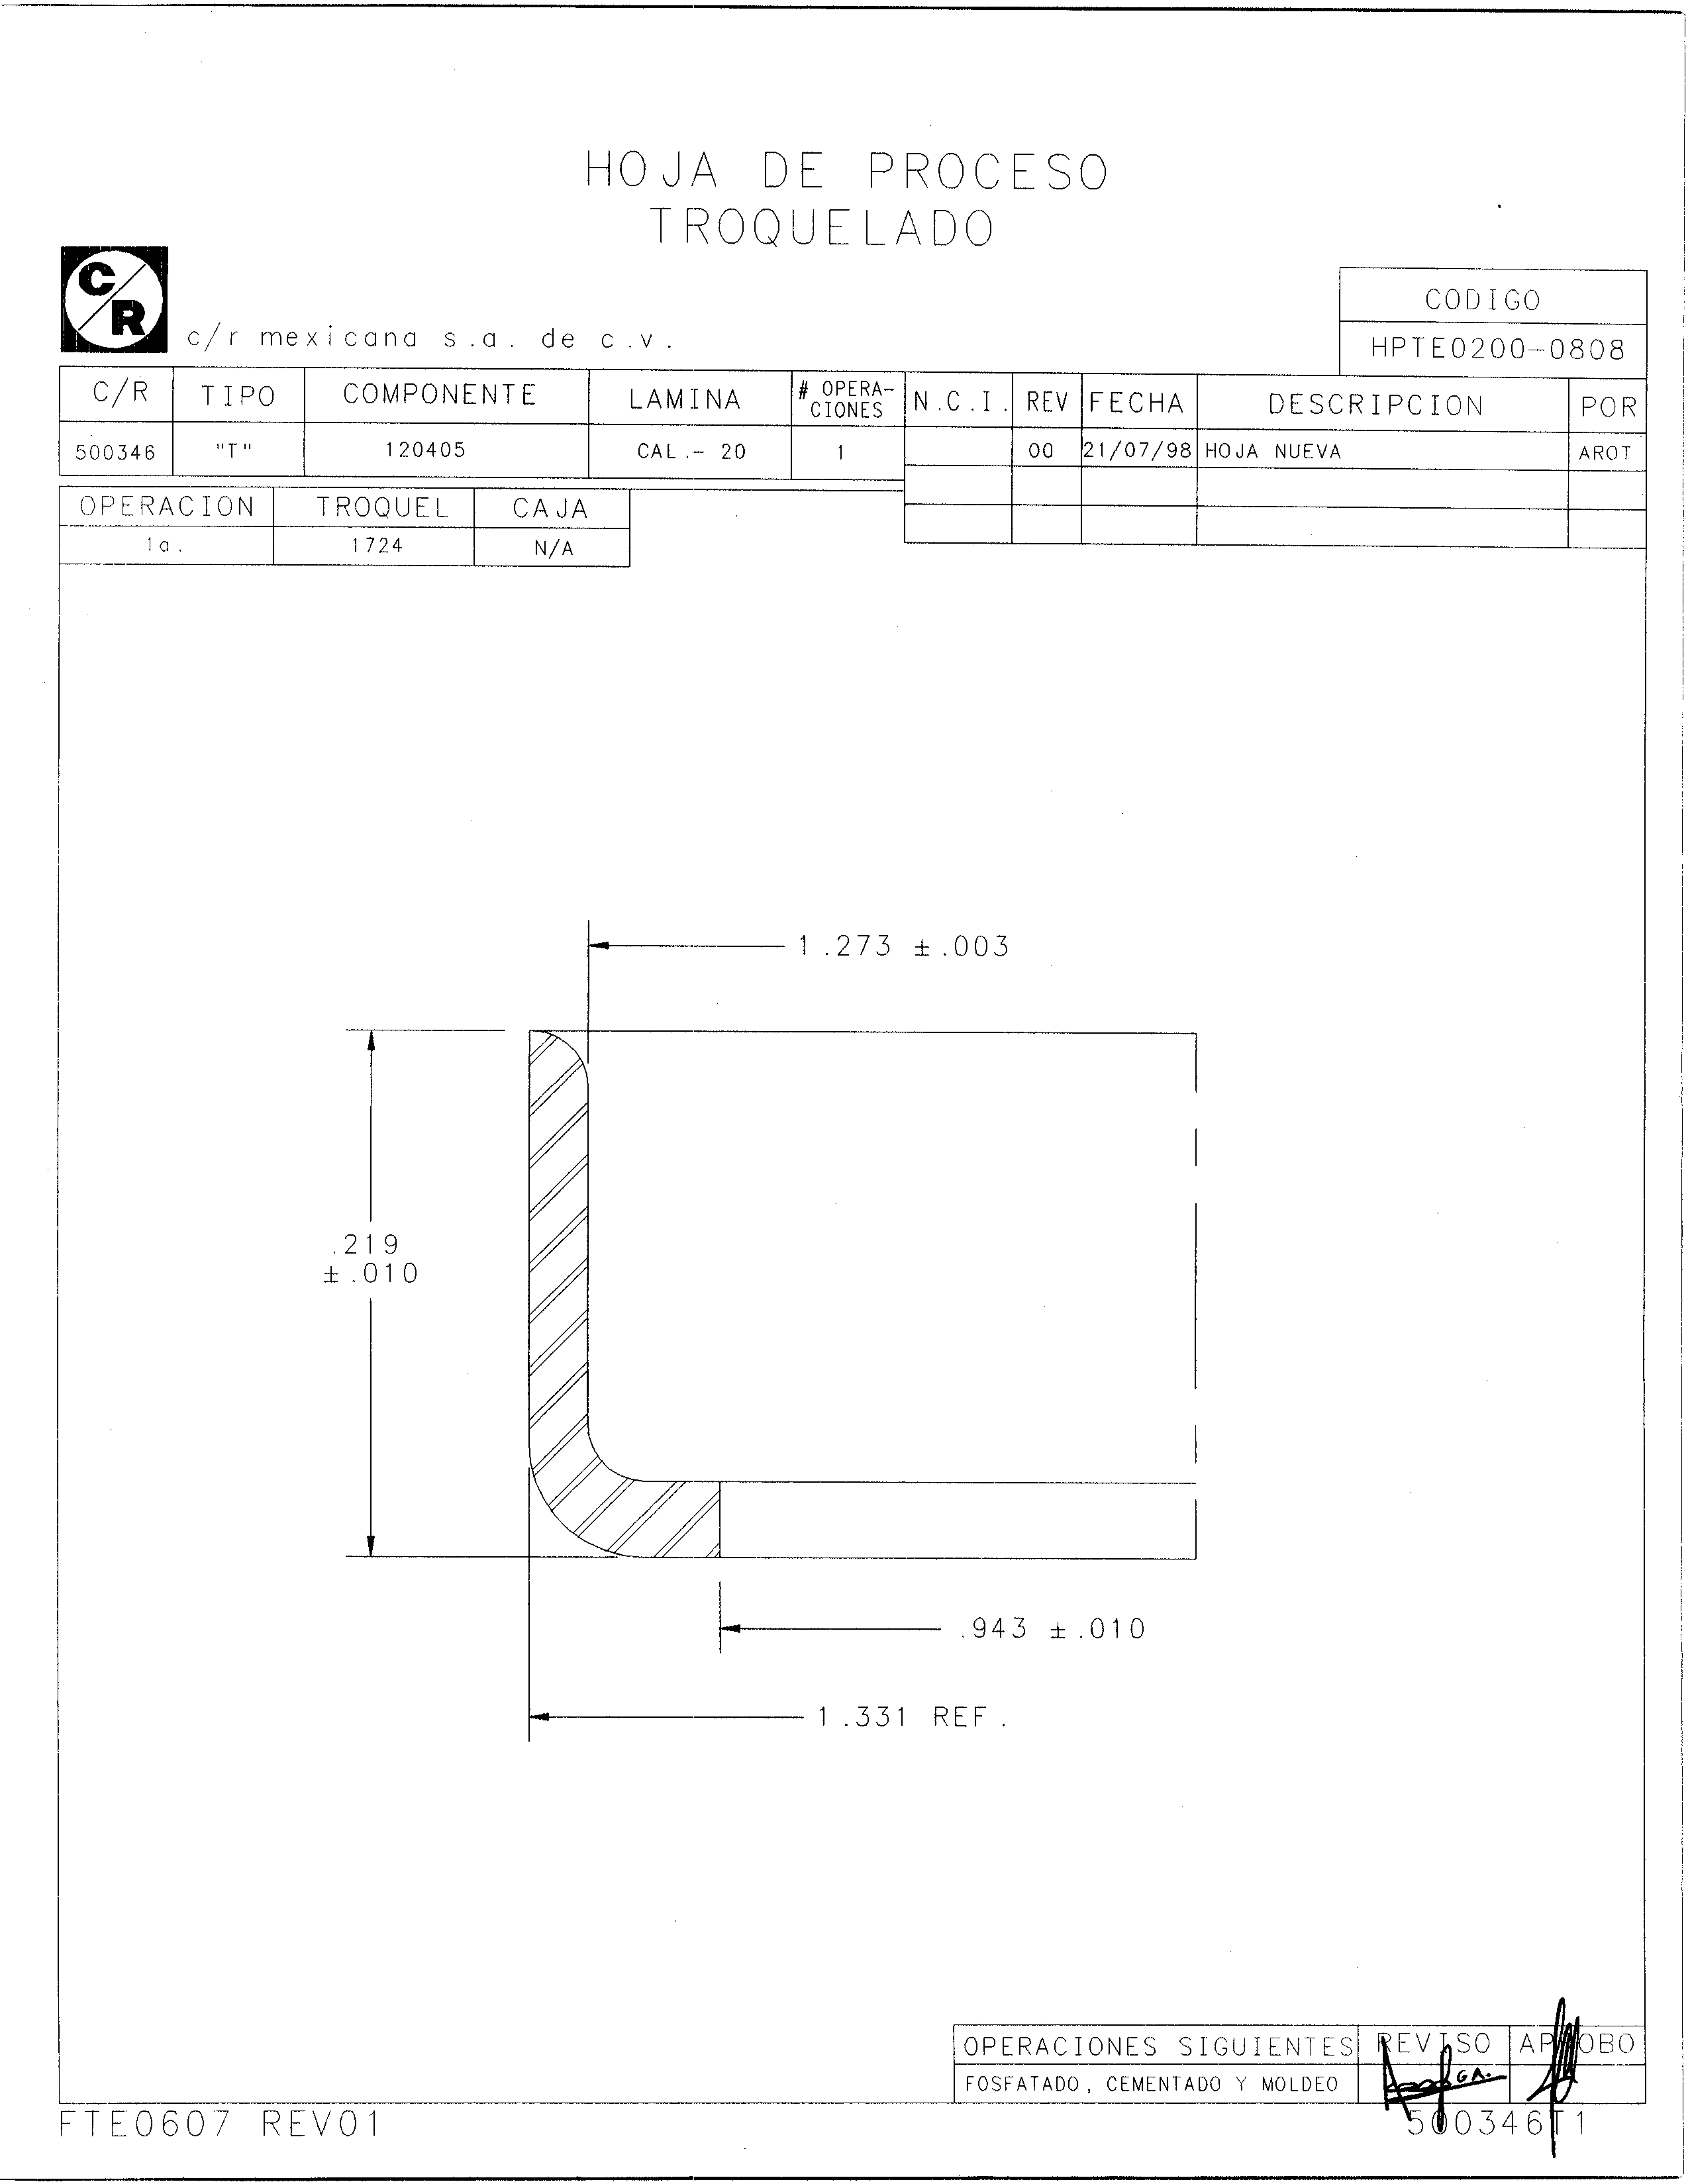 HOJA DE PROCESO
TROQUELADO
C/R
c/r mexicana s.a. de c.v.
CODIGO
HPTE0200-0808
C/R TIPO COMPONENTE LAMINA # OPERA-CIONES N.C.I. REV FECHA DESCRIPCION POR
500346 "T" 120405 CAL.- 20 1 00 21/07/98 HOJA NUEVA AROT
OPERACION TROQUEL CAJA
1a. 1724 N/A
1.273 ±.003
.219
±.010
.943 ±.010
1.331 REF.
OPERACIONES SIGUIENTES REVISO APROBO
FOSFATADO, CEMENTADO Y MOLDEO
FTE0607 REV01
500346T1